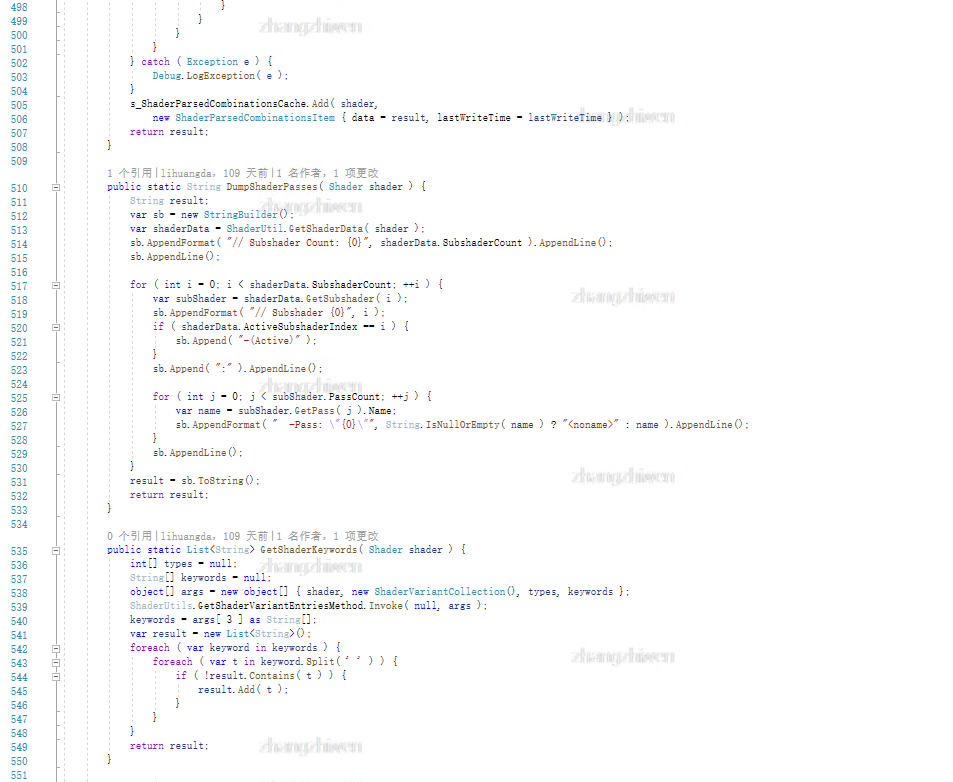 498 }
499 }
500 }
501 }
502 } catch ( Exception e ) {
503 Debug.LogException( e );
504 }
505 s_ShaderParsedCombinationsCache.Add( shader,
506 new ShaderParsedCombinationsItem { data = result, lastWriteTime = lastWriteTime } );
507 return result;
508 }
509
1 个引用|lihuangda，109 天前|1 名作者，1 项更改
510 public static String DumpShaderPasses( Shader shader ) {
511 String result;
512 var sb = new StringBuilder();
513 var shaderData = ShaderUtil.GetShaderData( shader );
514 sb.AppendFormat( "// Subshader Count: {0}", shaderData.SubshaderCount ).AppendLine();
515 sb.AppendLine();
516
517 for ( int i = 0; i < shaderData.SubshaderCount; ++i ) {
518 var subShader = shaderData.GetSubshader( i );
519 sb.AppendFormat( "// Subshader {0}", i );
520 if ( shaderData.ActiveSubshaderIndex == i ) {
521 sb.Append( "-(Active)" );
522 }
523 sb.Append( ":" ).AppendLine();
524
525 for ( int j = 0; j < subShader.PassCount; ++j ) {
526 var name = subShader.GetPass( j ).Name;
527 sb.AppendFormat( "  -Pass: \"{0}\"", String.IsNullOrEmpty( name ) ? "<noname>" : name ).AppendLine();
528 }
529 sb.AppendLine();
530 }
531 result = sb.ToString();
532 return result;
533 }
534
0 个引用|lihuangda，109 天前|1 名作者，1 项更改
535 public static List<String> GetShaderKeywords( Shader shader ) {
536 int[] types = null;
537 String[] keywords = null;
538 object[] args = new object[] { shader, new ShaderVariantCollection(), types, keywords };
539 ShaderUtils.GetShaderVariantEntriesMethod.Invoke( null, args );
540 keywords = args[ 3 ] as String[];
541 var result = new List<String>();
542 foreach ( var keyword in keywords ) {
543 foreach ( var t in keyword.Split( ' ' ) ) {
544 if ( !result.Contains( t ) ) {
545 result.Add( t );
546 }
547 }
548 }
549 return result;
550 }
551
zhangzhiwen
zhangzhiwen
zhangzhiwen
zhangzhiwen
zhangzhiwen
zhangzhiwen
zhangzhiwen
zhangzhiwen
zhangzhiwen